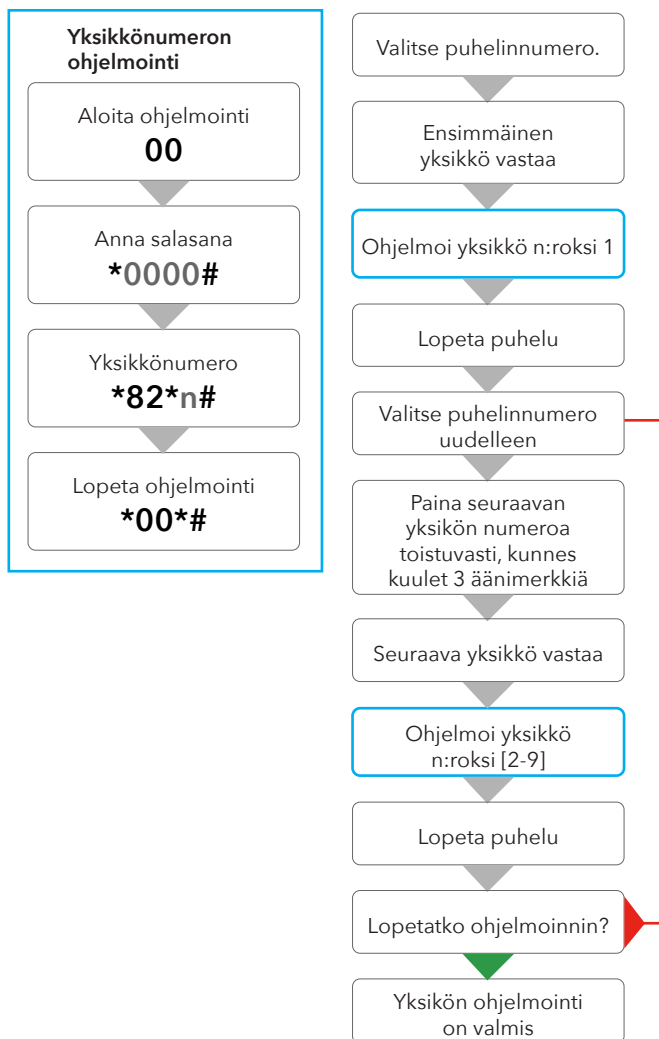 Yksikkönumeron
ohjelmointi
Aloita ohjelmointi
00
Anna salasana
*0000#
Yksikkönumero
*82*n#
Lopeta ohjelmointi
*00*#
Valitse puhelinnumero.
Ensimmäinen
yksikkö vastaa
Ohjelmoi yksikkö n:roksi 1
Lopeta puhelu
Valitse puhelinnumero
uudelleen
Paina seuraavan
yksikön numeroa
toistuvasti, kunnes
kuulet 3 äänimerkkiä
Seuraava yksikkö vastaa
Ohjelmoi yksikkö
n:roksi [2-9]
Lopeta puhelu
Lopetatko ohjelmoinnin?
Yksikön ohjelmointi
on valmis